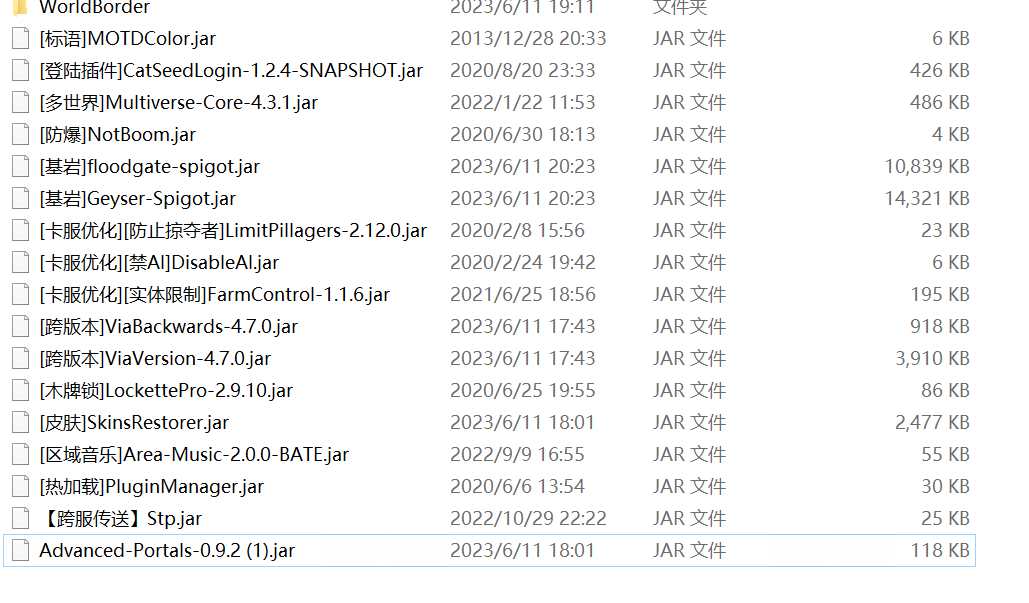 WorldBorder 2023/6/11 19:11 文件夹
[标语]MOTDColor.jar 2013/12/28 20:33 JAR 文件 6 KB
[登陆插件]CatSeedLogin-1.2.4-SNAPSHOT.jar 2020/8/20 23:33 JAR 文件 426 KB
[多世界]Multiverse-Core-4.3.1.jar 2022/1/22 11:53 JAR 文件 486 KB
[防爆]NotBoom.jar 2020/6/30 18:13 JAR 文件 4 KB
[基岩]floodgate-spigot.jar 2023/6/11 20:23 JAR 文件 10,839 KB
[基岩]Geyser-Spigot.jar 2023/6/11 20:23 JAR 文件 14,321 KB
[卡服优化][防止掠夺者]LimitPillagers-2.12.0.jar 2020/2/8 15:56 JAR 文件 23 KB
[卡服优化][禁AI]DisableAI.jar 2020/2/24 19:42 JAR 文件 6 KB
[卡服优化][实体限制]FarmControl-1.1.6.jar 2021/6/25 18:56 JAR 文件 195 KB
[跨版本]ViaBackwards-4.7.0.jar 2023/6/11 17:43 JAR 文件 918 KB
[跨版本]ViaVersion-4.7.0.jar 2023/6/11 17:43 JAR 文件 3,910 KB
[木牌锁]LockettePro-2.9.10.jar 2020/6/25 19:55 JAR 文件 86 KB
[皮肤]SkinsRestorer.jar 2023/6/11 18:01 JAR 文件 2,477 KB
[区域音乐]Area-Music-2.0.0-BATE.jar 2022/9/9 16:55 JAR 文件 55 KB
[热加载]PluginManager.jar 2020/6/6 13:54 JAR 文件 30 KB
【跨服传送】Stp.jar 2022/10/29 22:22 JAR 文件 25 KB
Advanced-Portals-0.9.2 (1).jar 2023/6/11 18:01 JAR 文件 118 KB